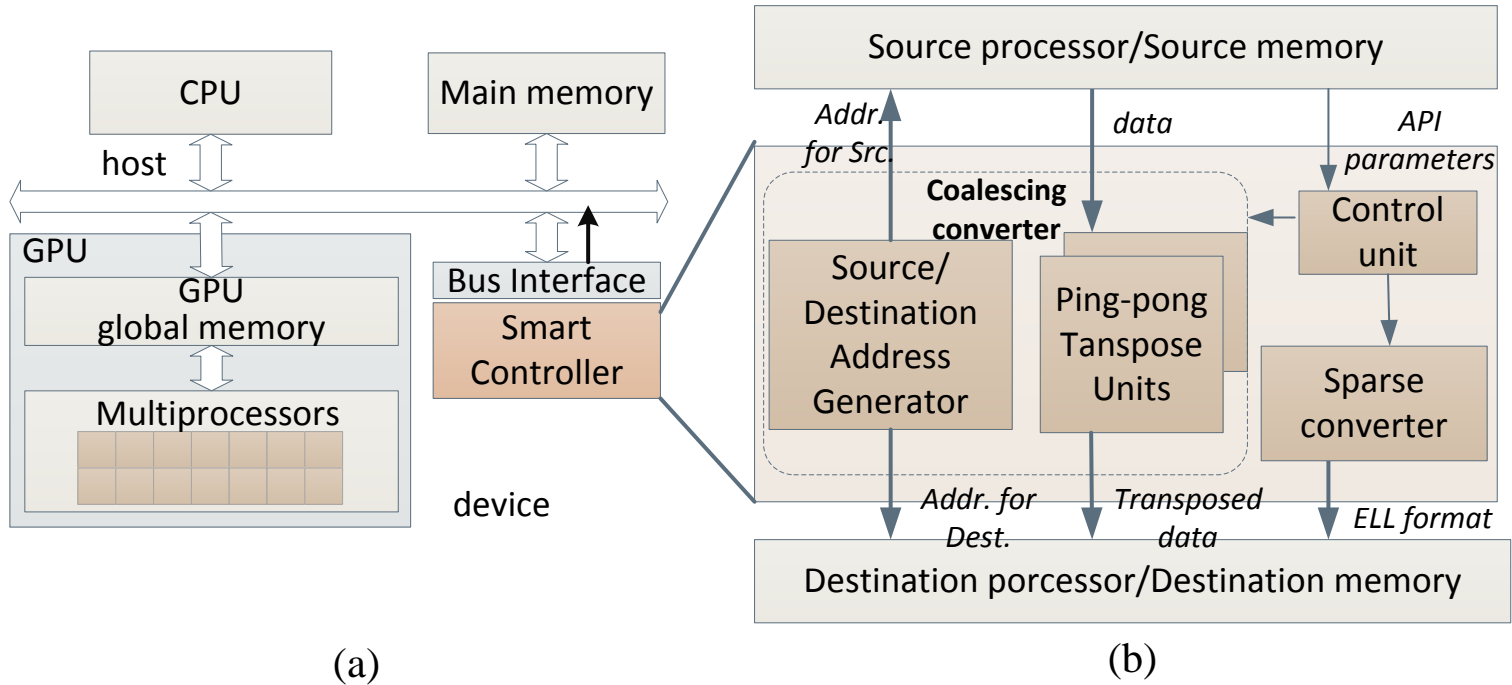 CPU
Main memory
host
GPU
GPU
global memory
Multiprocessors
Bus Interface
Smart
Controller
device
(a)
Source processor/Source memory
Addr.
for Src.
data
API
parameters
Coalescing
converter
Control
unit
Source/
Destination
Address
Generator
Ping-pong
Tanspose
Units
Sparse
converter
Addr. for
Dest.
Transposed
data
ELL format
Destination porcessor/Destination memory
(b)